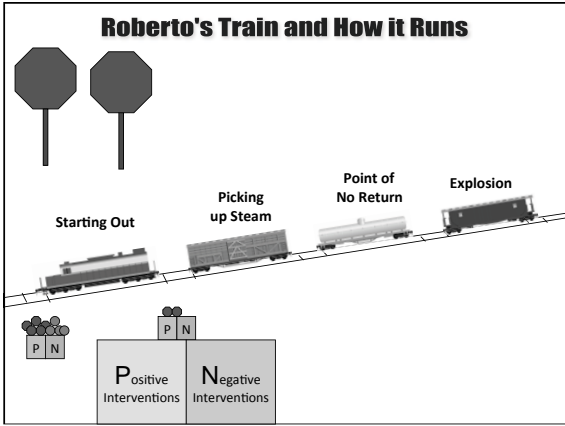 Roberto's Train and How it Runs
Starting Out
Picking
up Steam
Point of
No Return
Explosion
P N
P N
Positive
Interventions
Negative
Interventions